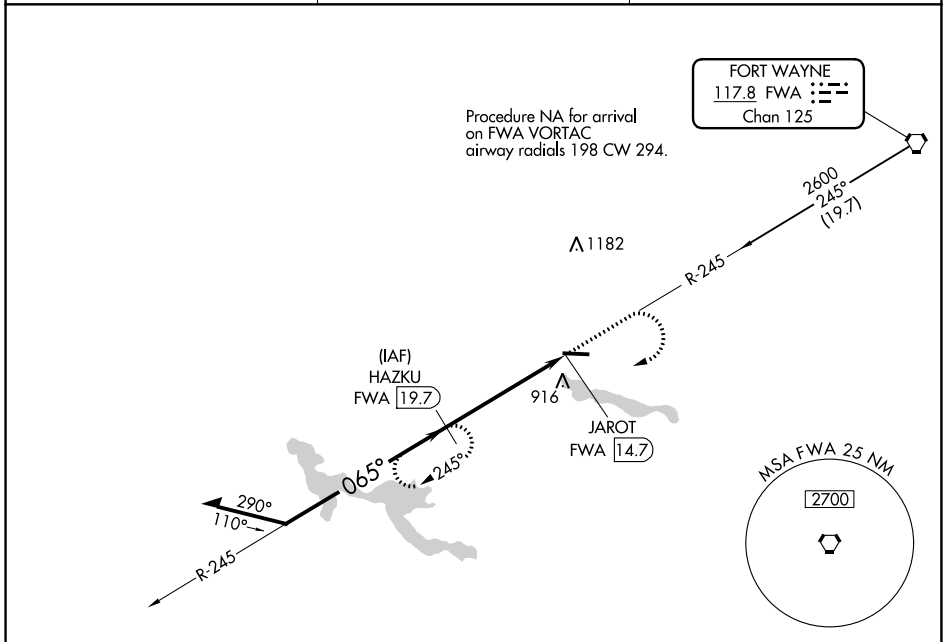 FORT WAYNE
117.8 FWA
Chan 125
Procedure NA for arrival
on FWA VORTAC
airway radials 198 CW 294.
2600
245°
(19.7)
1182
R-245
(IAF)
HAZKU
FWA 19.7
916
JAROT
FWA 14.7
065°
245°
290°
110°
R-245
MSA FWA 25 NM
2700